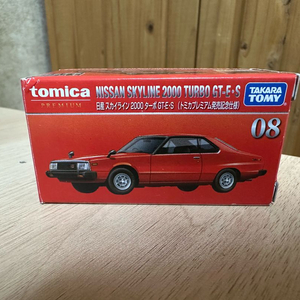 tomica
PREMIUM
NISSAN SKYLINE 2000 TURBO GT-E・S
日産 スカイライン 2000 ターボ GT-E・S (トミカプレミアム発売記念仕様)
TAKARA
TOMY
08